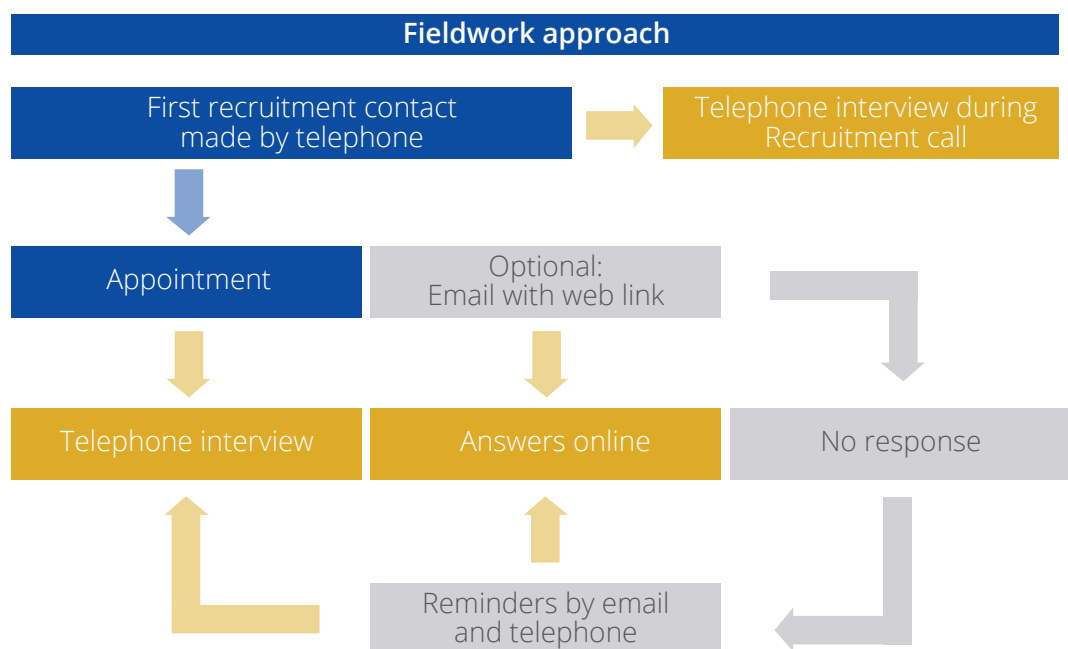 Fieldwork approach
First recruitment contact
made by telephone
Telephone interview during
Recruitment call
Appointment
Optional:
Email with web link
Telephone interview
Answers online
No response
Reminders by email
and telephone